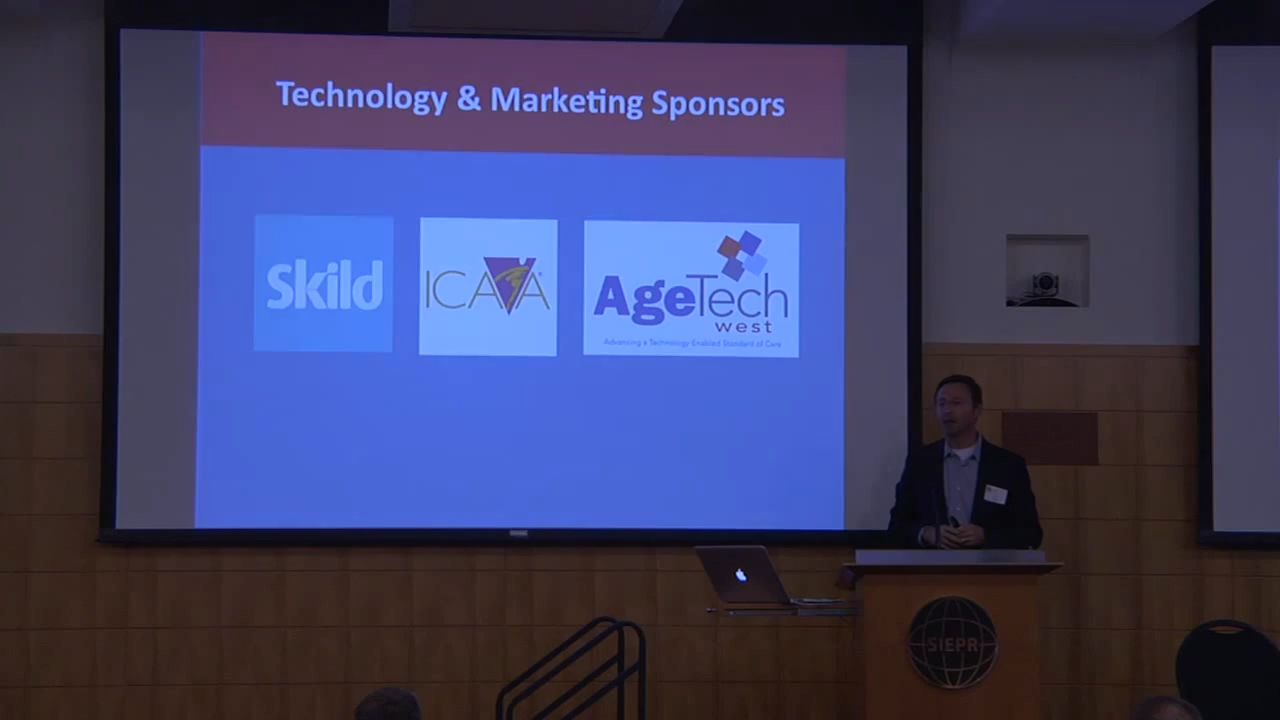 Technology & Marketing Sponsors
Skild
ICAA
AgeTech
west
Advancing a Technology-Enabled Standard of Care
SIEPR